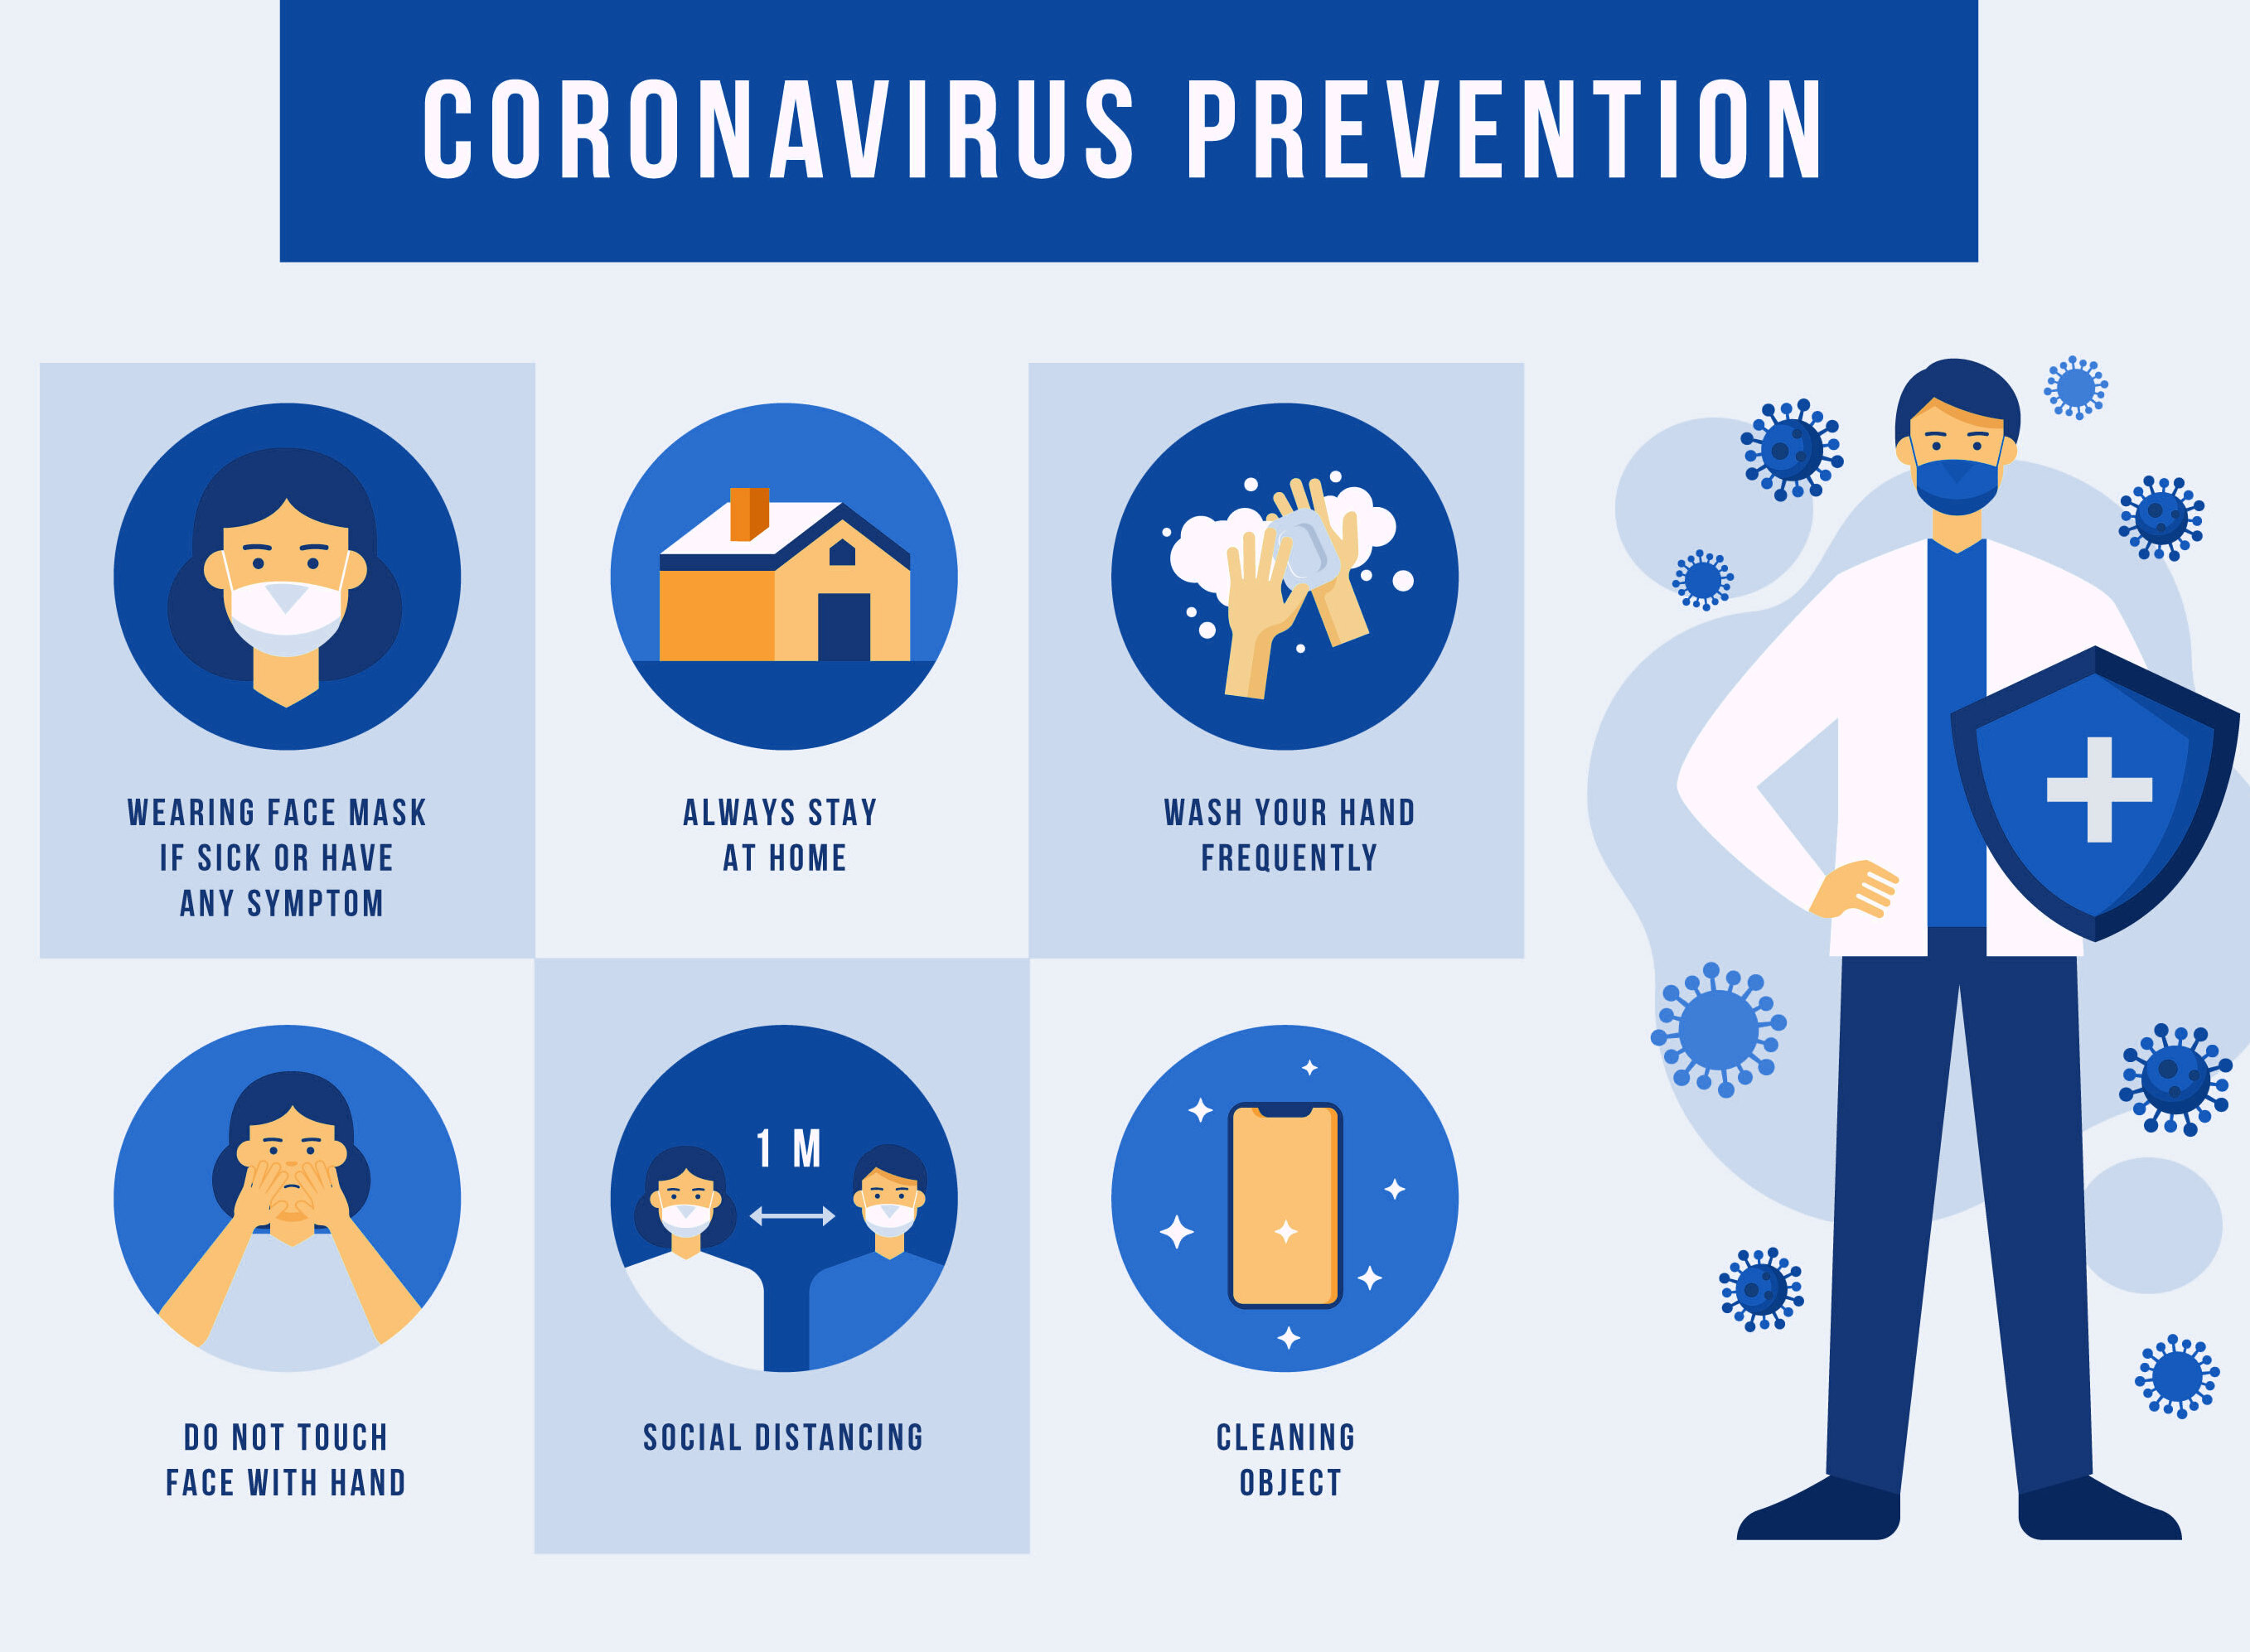 CORONAVIRUS PREVENTION
WEARING FACE MASK
IF SICK OR HAVE
ANY SYMPTOM
ALWAYS STAY
AT HOME
WASH YOUR HAND
FREQUENTLY
DO NOT TOUCH
FACE WITH HAND
1 M
SOCIAL DISTANCING
CLEANING
OBJECT